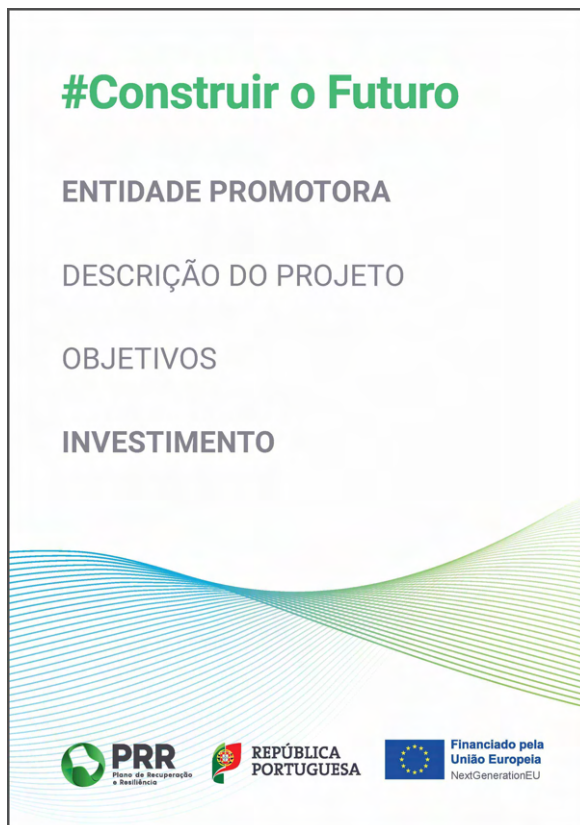 #Construir o Futuro
ENTIDADE PROMOTORA
DESCRIÇÃO DO PROJETO
OBJETIVOS
INVESTIMENTO
PRR
Plano de Recuperação
e Resiliência
REPÚBLICA
PORTUGUESA
Financiado pela
União Europeia
NextGenerationEU